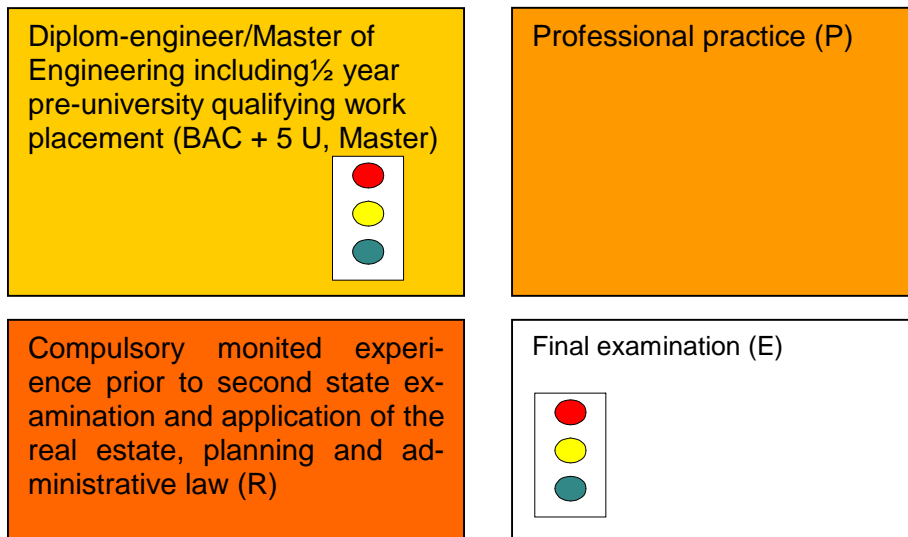 Diplom-engineer/Master of
Engineering including½ year
pre-university qualifying work
placement (BAC + 5 U, Master)
Professional practice (P)
Compulsory monited experi-
ence prior to second state ex-
amination and application of the
real estate, planning and ad-
ministrative law (R)
Final examination (E)